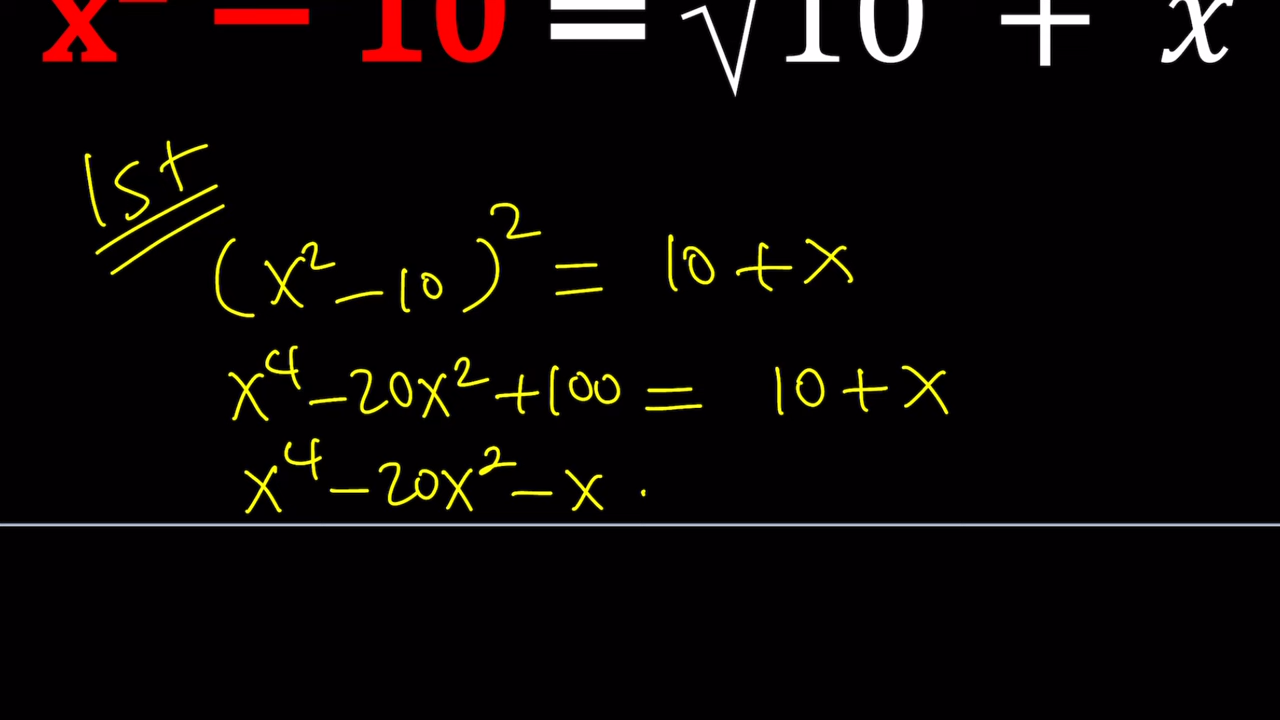 x² − 10 = √10 + x
1st
(x² − 10)² = 10 + x
x⁴ − 20x² + 100 = 10 + x
x⁴ − 20x² − x ·